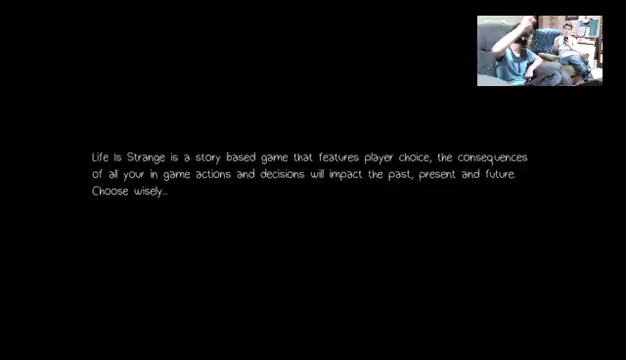 Life Is Strange is a story based game that features player choice, the consequences
of all your in game actions and decisions will impact the past, present and future.
Choose wisely...